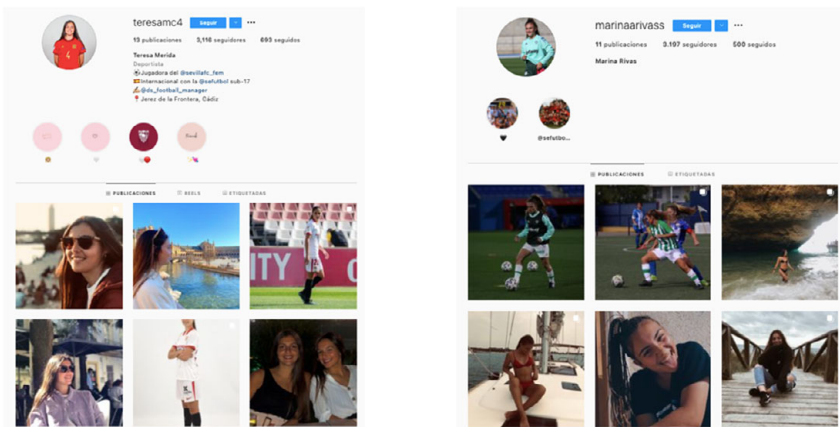 teresamc4 Seguir ...
13 publicaciones 3,116 seguidores 693 seguidos
Teresa Merida
Deportista
Jugadora del @sevillafc_fem
Internacional con la @sefutbol sub-17
@ds_football_manager
Jerez de la Frontera, Cádiz
PUBLICACIONES REELS ETIQUETADAS
ITY
marinaarivass Seguir ...
11 publicaciones 3.197 seguidores 500 seguidos
Marina Rivas
@sefutbo...
PUBLICACIONES ETIQUETADAS